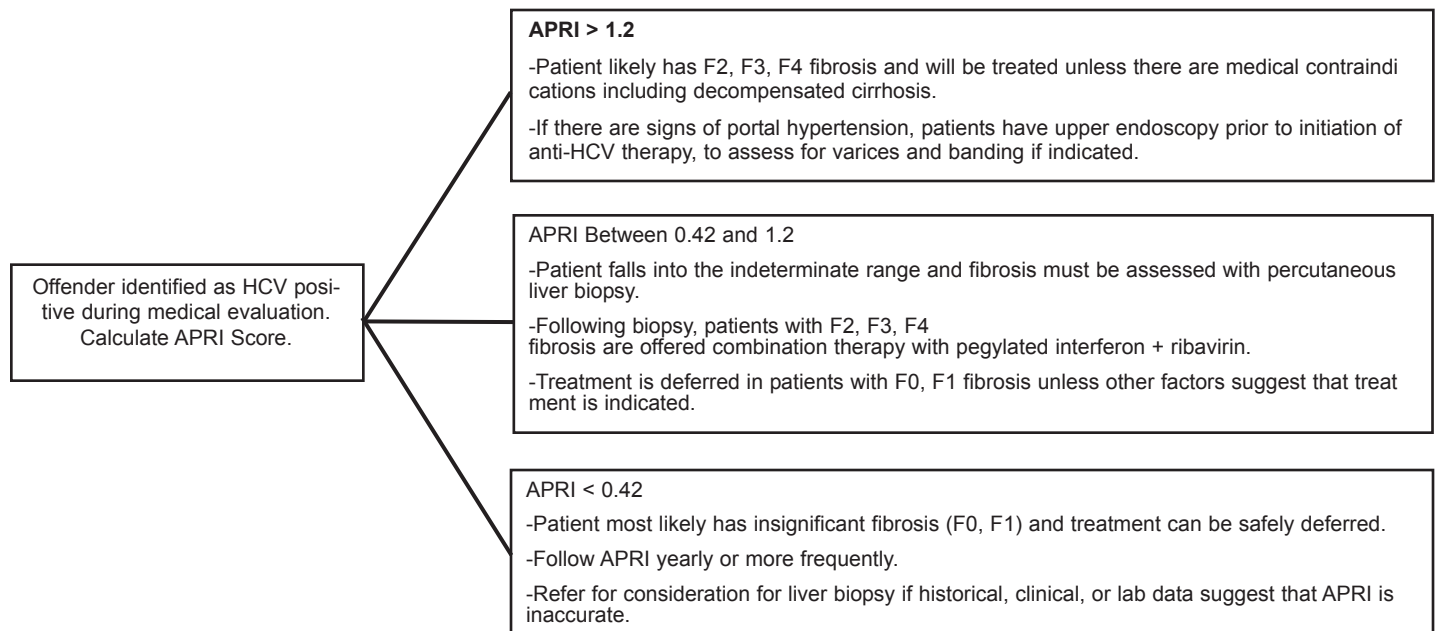 Offender identified as HCV posi-
tive during medical evaluation.
Calculate APRI Score.
APRI > 1.2
-Patient likely has F2, F3, F4 fibrosis and will be treated unless there are medical contraindi
cations including decompensated cirrhosis.
-If there are signs of portal hypertension, patients have upper endoscopy prior to initiation of
anti-HCV therapy, to assess for varices and banding if indicated.
APRI Between 0.42 and 1.2
-Patient falls into the indeterminate range and fibrosis must be assessed with percutaneous
liver biopsy.
-Following biopsy, patients with F2, F3, F4
fibrosis are offered combination therapy with pegylated interferon + ribavirin.
-Treatment is deferred in patients with F0, F1 fibrosis unless other factors suggest that treat
ment is indicated.
APRI < 0.42
-Patient most likely has insignificant fibrosis (F0, F1) and treatment can be safely deferred.
-Follow APRI yearly or more frequently.
-Refer for consideration for liver biopsy if historical, clinical, or lab data suggest that APRI is
inaccurate.